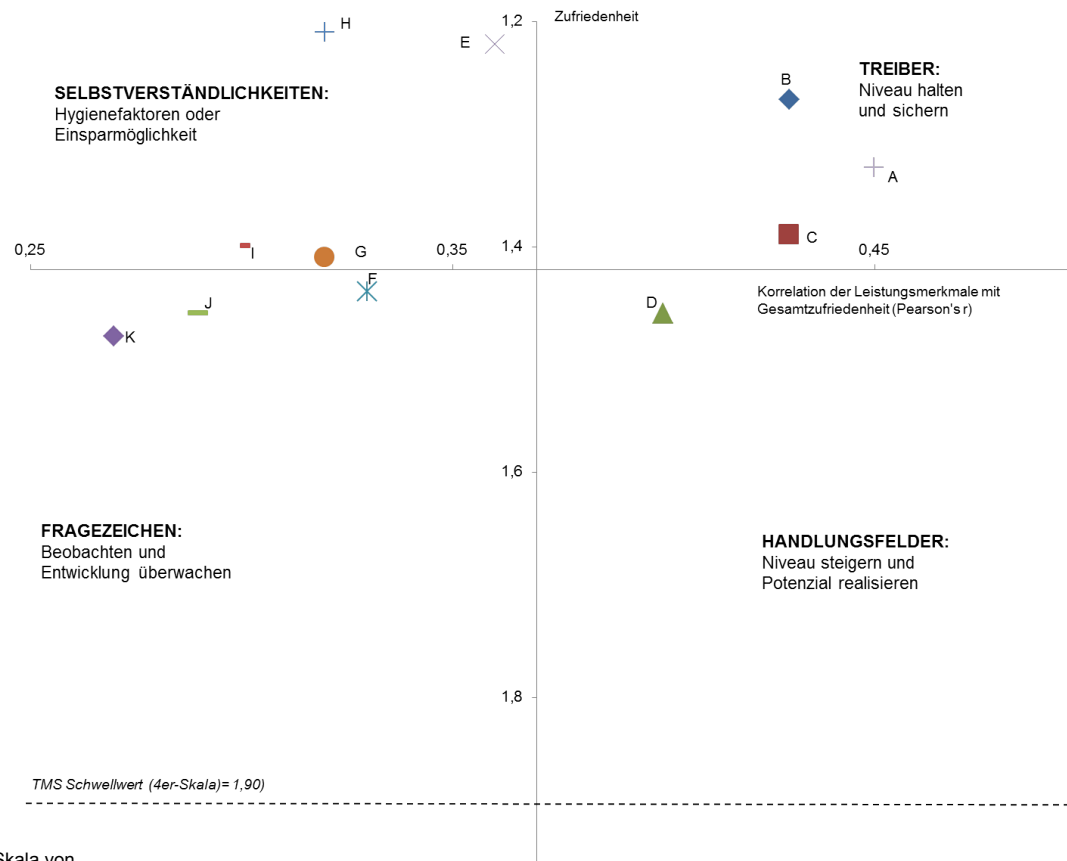 1,2
Zufriedenheit
H
E
SELBSTVERSTÄNDLICHKEITEN:
Hygienefaktoren oder
Einsparmöglichkeit
TREIBER:
Niveau halten
und sichern
B
A
C
0,25
I
G
0,35
1,4
0,45
F
J
K
D
Korrelation der Leistungsmerkmale mit
Gesamtzufriedenheit (Pearson's r)
1,6
FRAGEZEICHEN:
Beobachten und
Entwicklung überwachen
HANDLUNGSFELDER:
Niveau steigern und
Potenzial realisieren
1,8
TMS Schwellwert (4er-Skala)= 1,90)